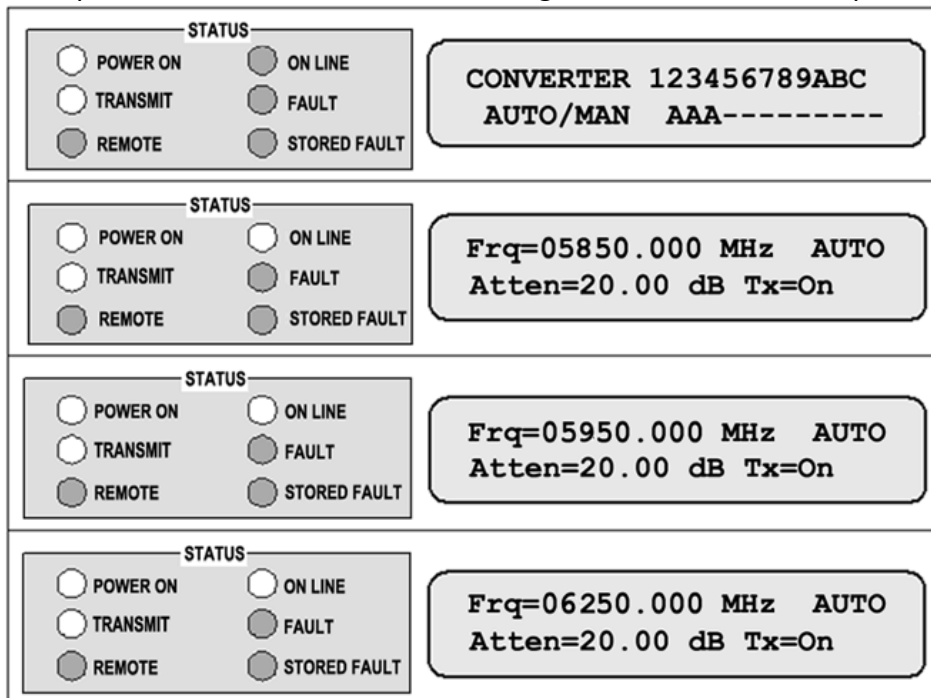 STATUS
POWER ON ON LINE
TRANSMIT FAULT
REMOTE STORED FAULT
CONVERTER 123456789ABC
AUTO/MAN AAA---------
STATUS
POWER ON ON LINE
TRANSMIT FAULT
REMOTE STORED FAULT
Frq=05850.000 MHz AUTO
Atten=20.00 dB Tx=On
STATUS
POWER ON ON LINE
TRANSMIT FAULT
REMOTE STORED FAULT
Frq=05950.000 MHz AUTO
Atten=20.00 dB Tx=On
STATUS
POWER ON ON LINE
TRANSMIT FAULT
REMOTE STORED FAULT
Frq=06250.000 MHz AUTO
Atten=20.00 dB Tx=On